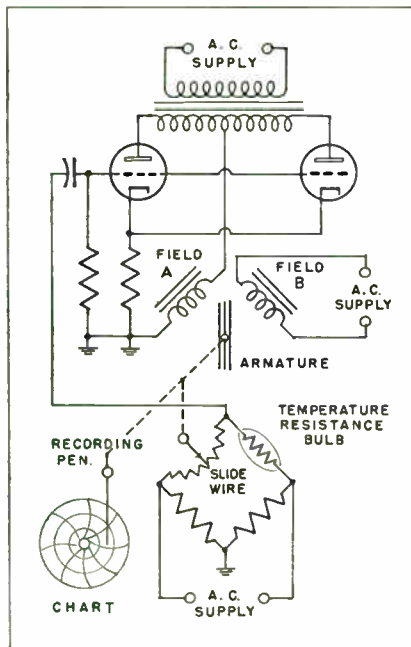 A. C.
SUPPLY
FIELD
A
FIELD
B
A. C.
SUPPLY
ARMATURE
TEMPERATURE
RESISTANCE
BULB
RECORDING
PEN.
SLIDE
WIRE
CHART
A. C.
SUPPLY